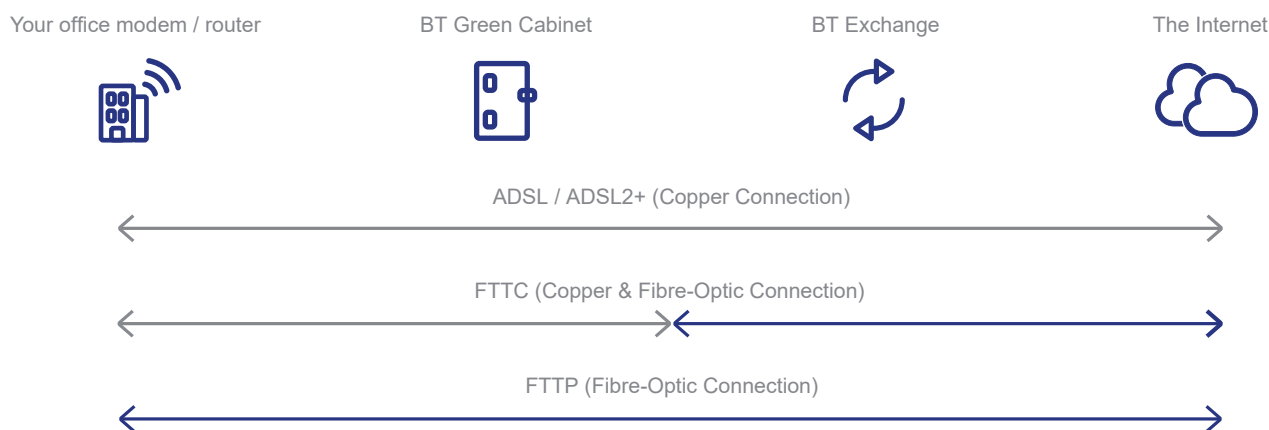 Your office modem / router
BT Green Cabinet
BT Exchange
The Internet
ADSL / ADSL2+ (Copper Connection)
FTTC (Copper & Fibre-Optic Connection)
FTTP (Fibre-Optic Connection)